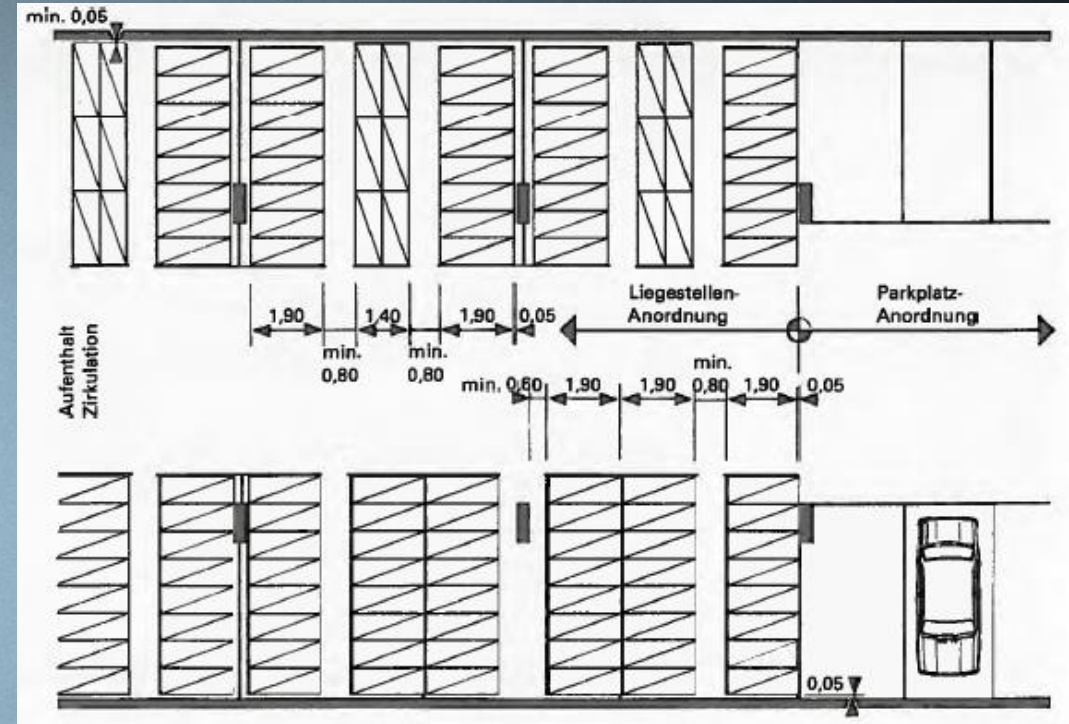 min. 0,05
1,90
1,40
1,90
0,05
min.
0,80
min.
0,80
Liegestellen-
Anordnung
Parkplatz-
Anordnung
Aufenthalt
Zirkulation
min. 0,60
1,90
1,90
min.
0,80
1,90
0,05
0,05